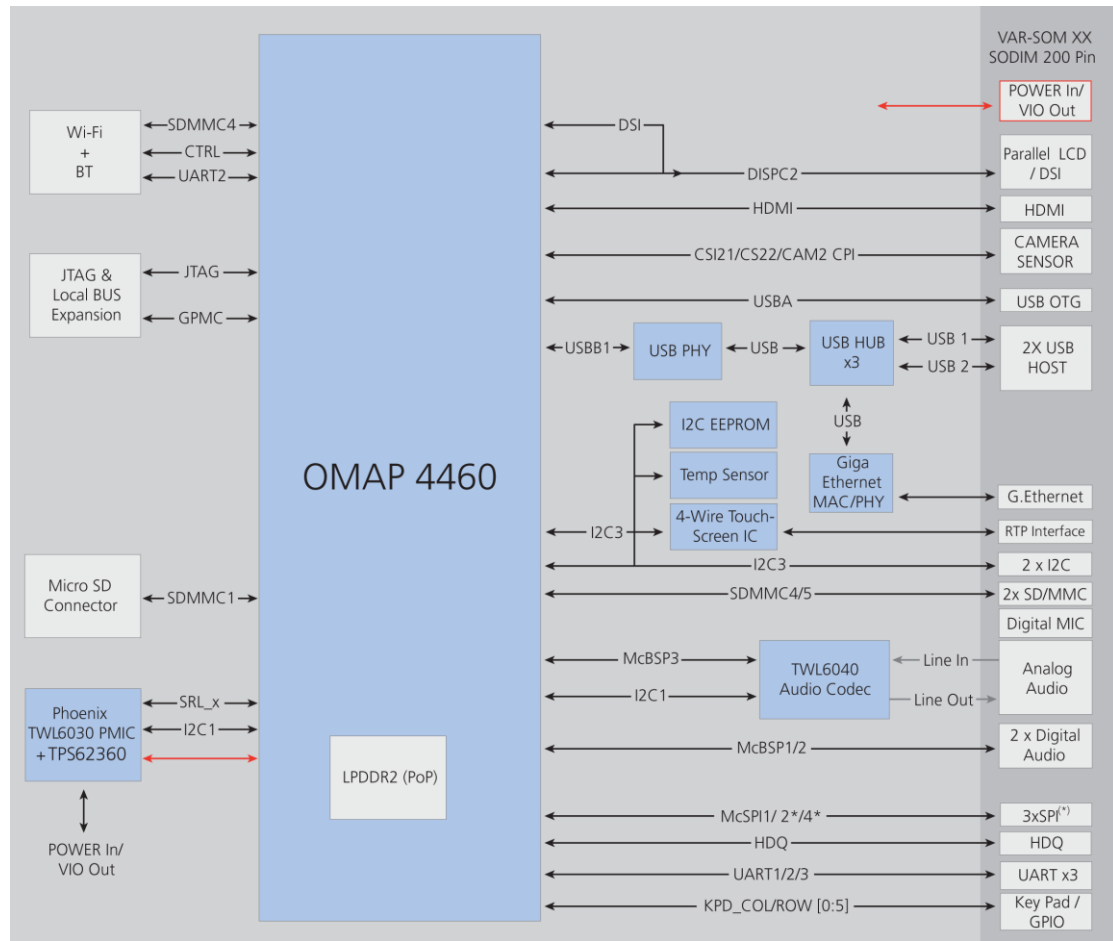 VAR-SOM XX
SODIM 200 Pin
POWER In/
VIO Out
Wi-Fi
+
BT
SDMMC4
CTRL
UART2
DSI
DISPC2
Parallel LCD
/ DSI
HDMI
HDMI
JTAG &
Local BUS
Expansion
JTAG
GPMC
CSI21/CS22/CAM2 CPI
CAMERA
SENSOR
USBA
USB OTG
USBB1
USB PHY
USB
USB HUB
x3
USB 1
USB 2
2X USB
HOST
USB
I2C EEPROM
Temp Sensor
4-Wire Touch-
Screen IC
Giga
Ethernet
MAC/PHY
G.Ethernet
OMAP 4460
I2C3
RTP Interface
I2C3
2 x I2C
Micro SD
Connector
SDMMC1
SDMMC4/5
2x SD/MMC
Digital MIC
McBSP3
I2C1
TWL6040
Audio Codec
Line In
Line Out
Analog
Audio
Phoenix
TWL6030 PMIC
+TPS62360
SRL_x
I2C1
McBSP1/2
2 x Digital
Audio
LPDDR2 (PoP)
POWER In/
VIO Out
McSPI1/ 2*/4*
3xSPI(*)
HDQ
HDQ
UART1/2/3
UART x3
KPD_COL/ROW [0:5]
Key Pad /
GPIO